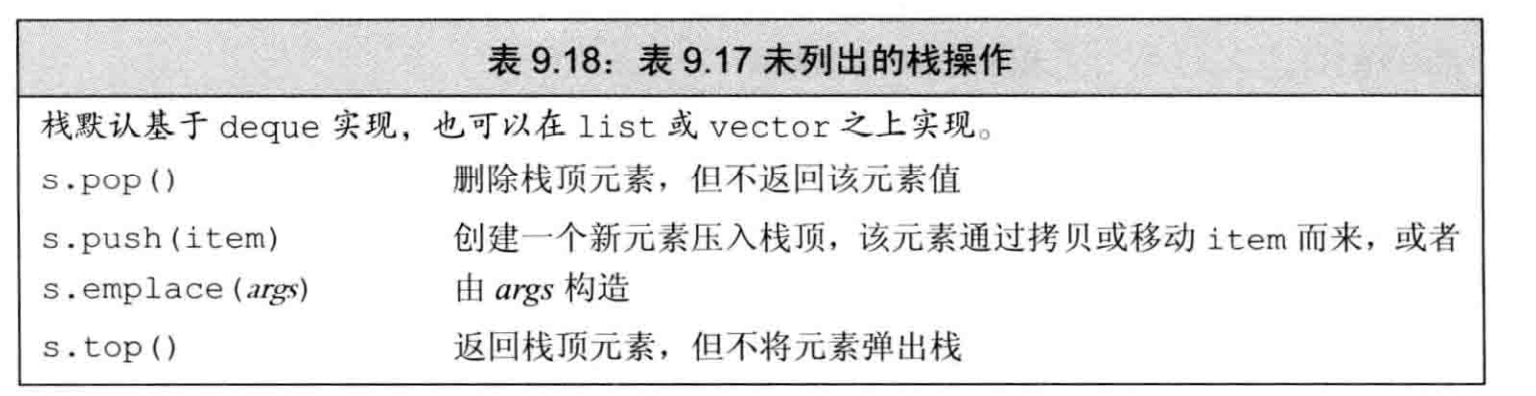 表 9.18：表 9.17 未列出的栈操作
栈默认基于 deque 实现，也可以在 list 或 vector 之上实现。
s.pop() 删除栈顶元素，但不返回该元素值
s.push(item) 创建一个新元素压入栈顶，该元素通过拷贝或移动 item 而来，或者
s.emplace(args) 由 args 构造
s.top() 返回栈顶元素，但不将元素弹出栈